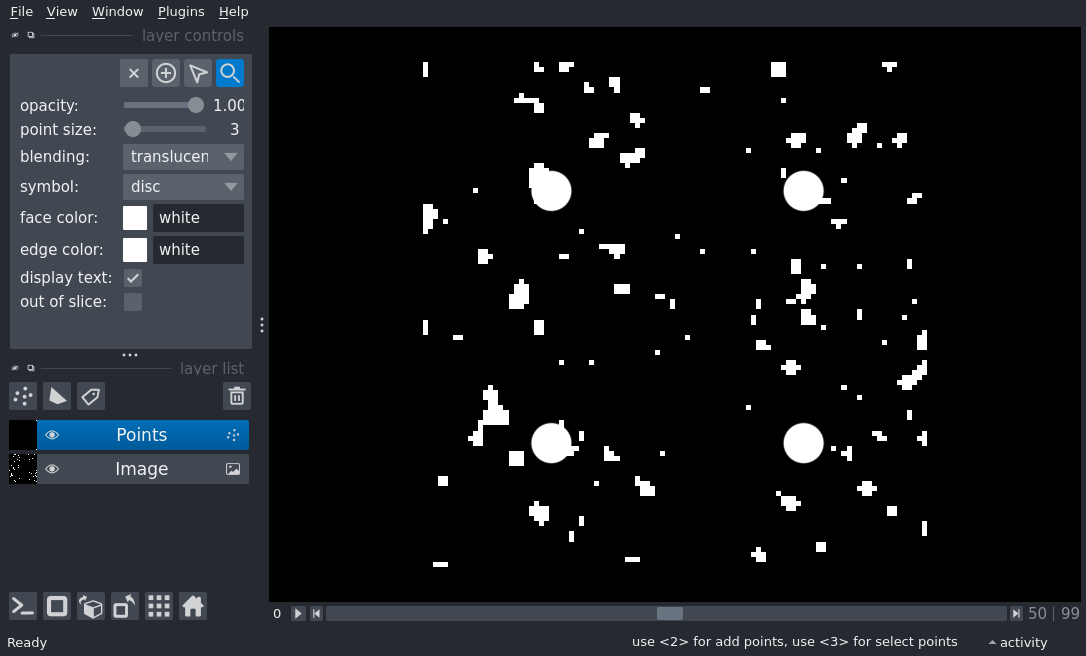 File View Window Plugins Help
layer controls
opacity: 1.00
point size: 3
blending: translucen
symbol: disc
face color: white
edge color: white
display text:
out of slice:
layer list
Points
Image
0 50 99
Ready use <2> for add points, use <3> for select points activity